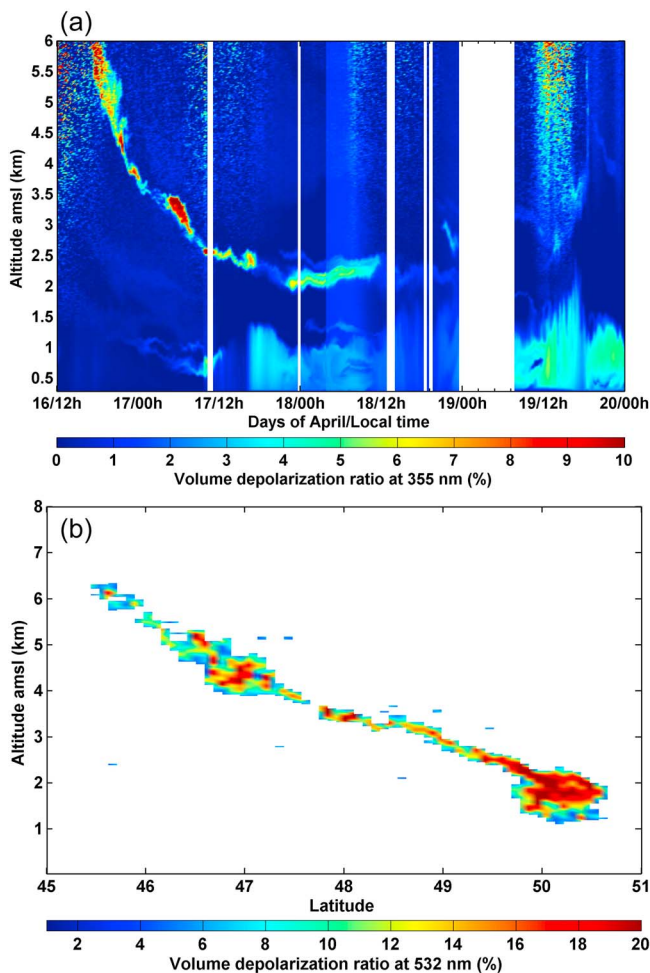 (a)
6
5.5
5
4.5
4
3.5
3
2.5
2
1.5
1
0.5
Altitude amsl (km)
16/12h 17/00h 17/12h 18/00h 18/12h 19/00h 19/12h 20/00h
Days of April/Local time
0 1 2 3 4 5 6 7 8 9 10
Volume depolarization ratio at 355 nm (%)
(b)
8
7
6
5
4
3
2
1
Altitude amsl (km)
45 46 47 48 49 50 51
Latitude
2 4 6 8 10 12 14 16 18 20
Volume depolarization ratio at 532 nm (%)